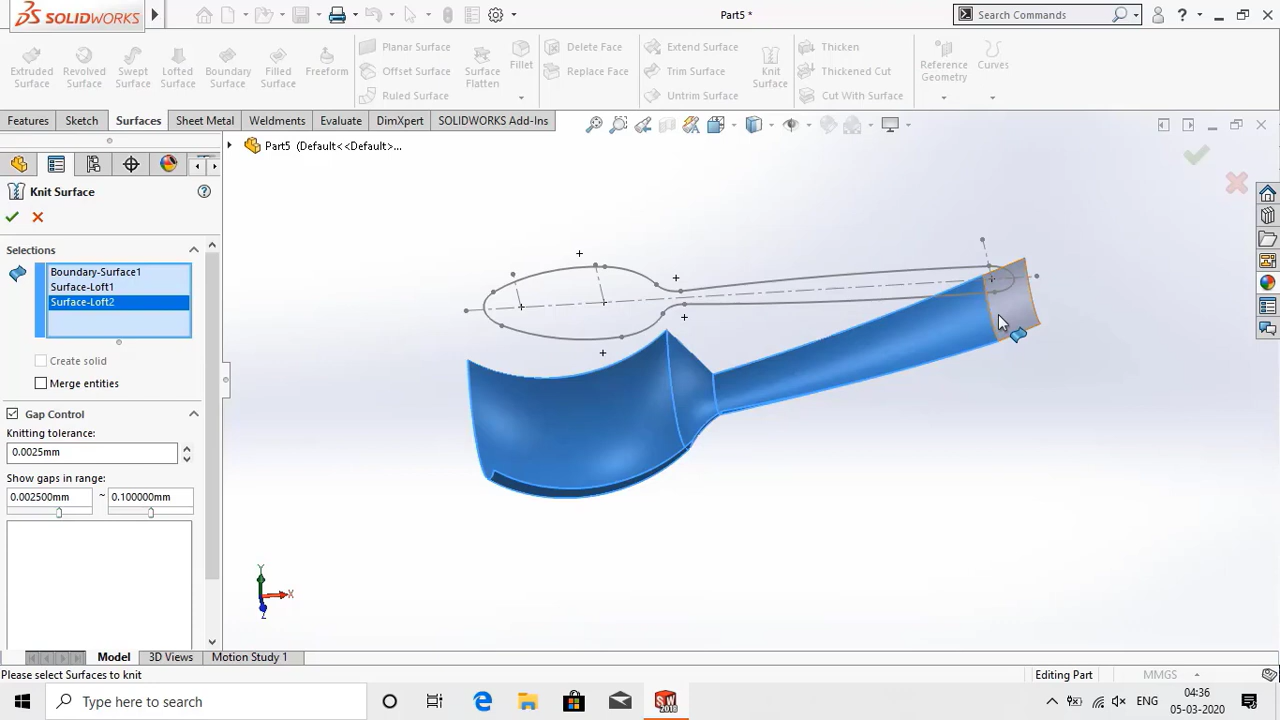 SOLIDWORKS
Part5 *
Search Commands
Extruded Surface
Revolved Surface
Swept Surface
Lofted Surface
Boundary Surface
Filled Surface
Freeform
Planar Surface
Offset Surface
Ruled Surface
Surface Flatten
Fillet
Delete Face
Replace Face
Extend Surface
Trim Surface
Untrim Surface
Knit Surface
Thicken
Thickened Cut
Cut With Surface
Reference Geometry
Curves
Features
Sketch
Surfaces
Sheet Metal
Weldments
Evaluate
DimXpert
SOLIDWORKS Add-Ins
Part5 (Default<<Default>...
Knit Surface
Selections
Boundary-Surface1
Surface-Loft1
Surface-Loft2
Create solid
Merge entities
Gap Control
Knitting tolerance:
0.0025mm
Show gaps in range:
0.002500mm ~ 0.100000mm
Y
X
Z
Model
3D Views
Motion Study 1
Please select Surfaces to knit
Editing Part
MMGS
Type here to search
SW
2018
ENG
04:36
05-03-2020